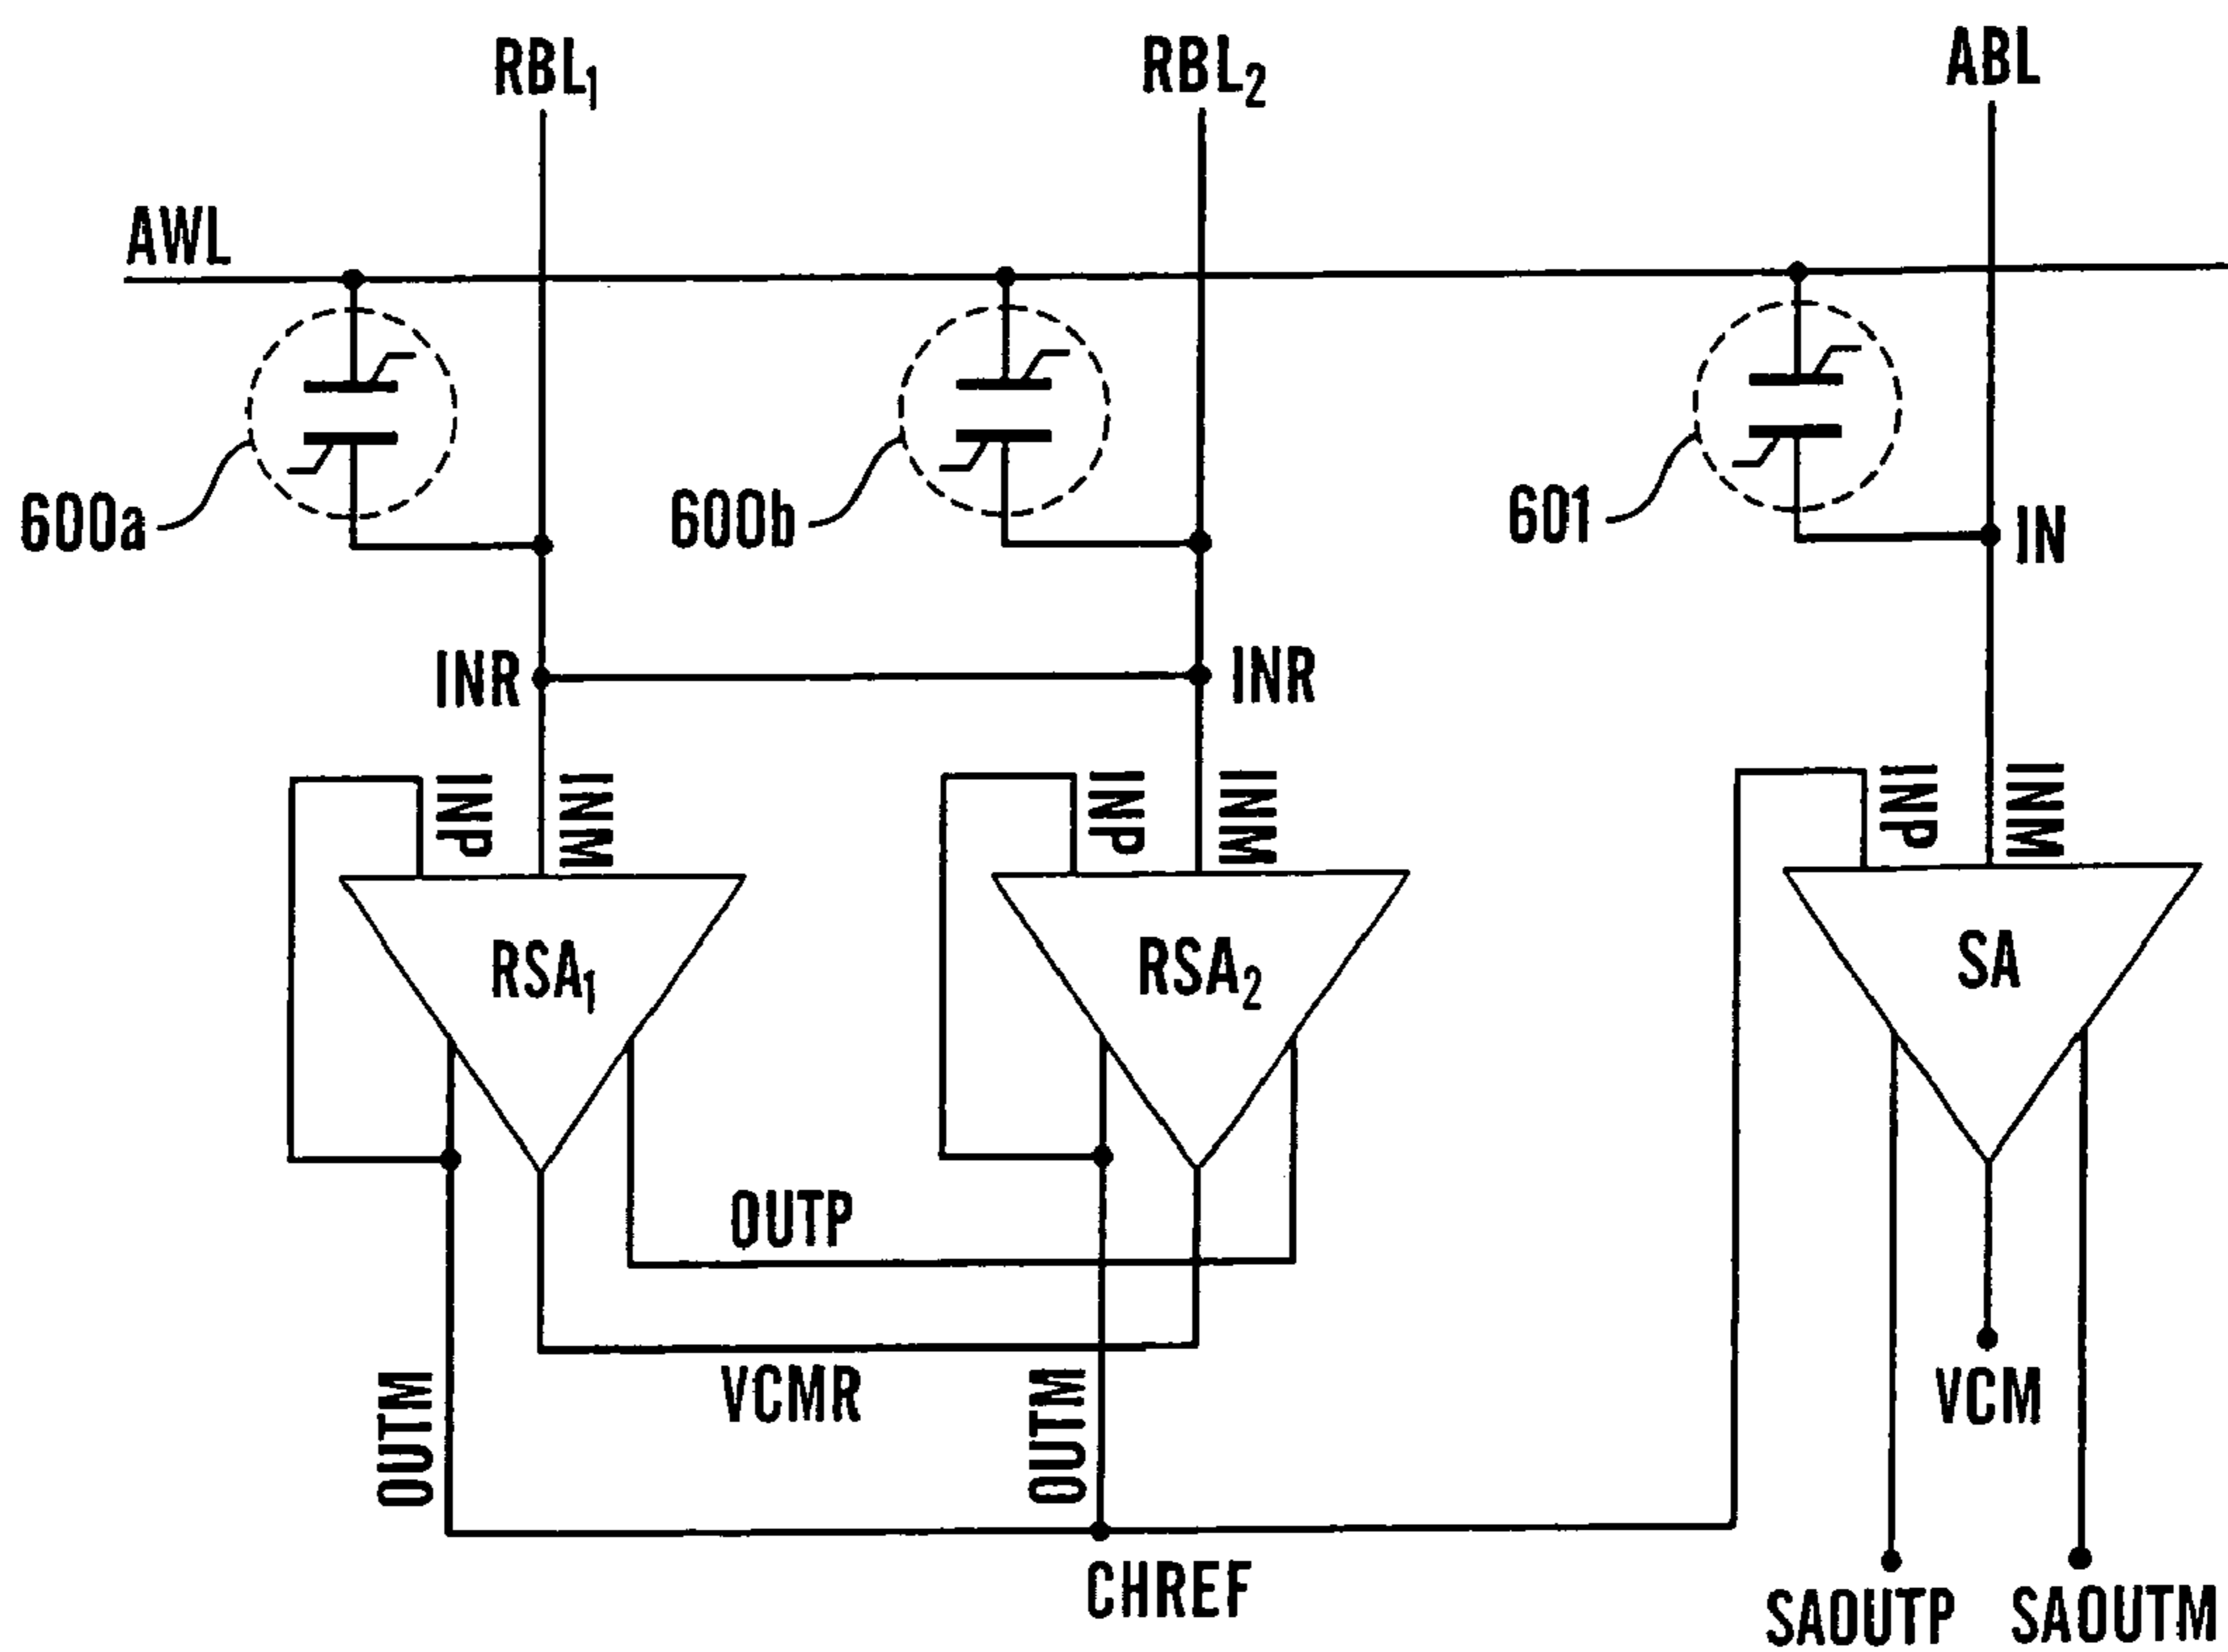 RBL1
RBL2
ABL
AWL
600a
600b
601
IN
INR
INR
INP
INM
INP
INM
INP
INM
RSA1
RSA2
SA
OUTP
VCMR
OUTM
OUTM
VCM
CHREF
SAOUTP
SAOUTM